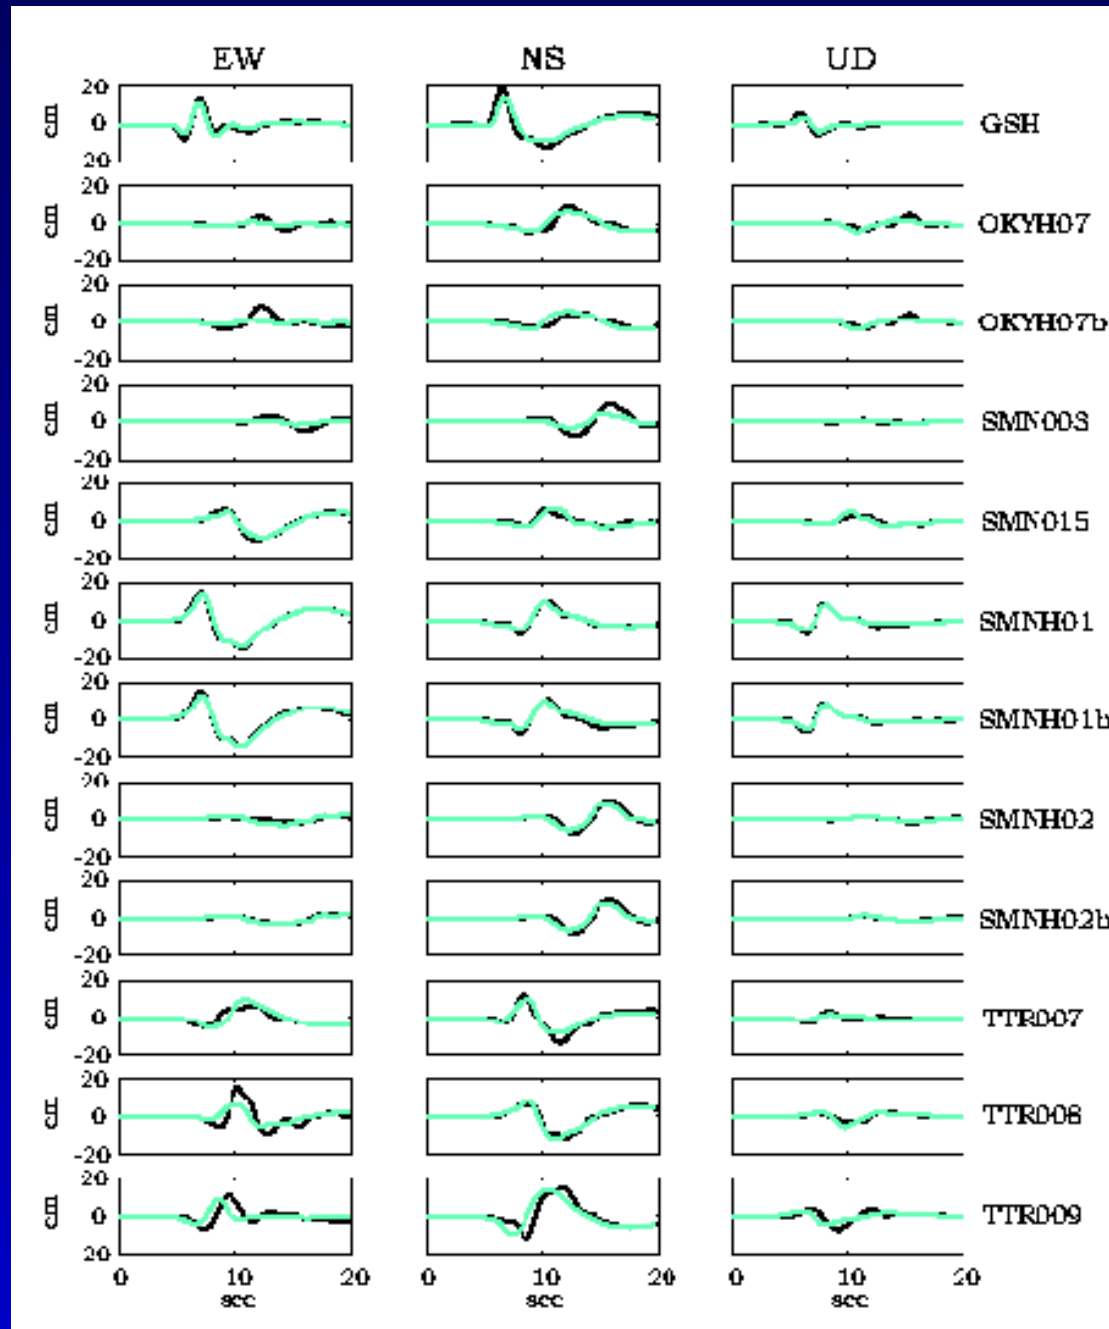 EW NS UD
20
cm 0 GSH
20
20
cm 0 OKYH07
-20
20
cm 0 OKYH07b
-20
20
cm 0 SMN003
-20
20
cm 0 SMN015
-20
20
cm 0 SMNH01
-20
20
cm 0 SMNH01b
-20
20
cm 0 SMNH02
-20
20
cm 0 SMNH02b
-20
20
cm 0 TTR007
-20
20
cm 0 TTR008
-20
20
cm 0 TTR009
20
0 10 20 0 10 20 0 10 20
sec sec sec